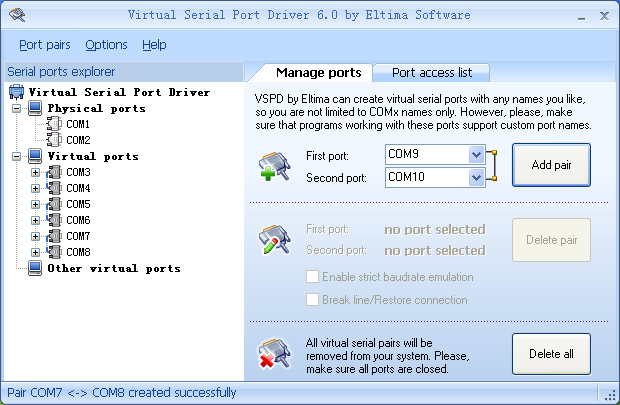 Virtual Serial Port Driver 6.0 by Eltima Software
Port pairs Options Help
Serial ports explorer
Virtual Serial Port Driver
Physical ports
COM1
COM2
Virtual ports
COM3
COM4
COM5
COM6
COM7
COM8
Other virtual ports
Manage ports
Port access list
VSPD by Eltima can create virtual serial ports with any names you like,
so you are not limited to COMx names only. However, please, make
sure that programs working with these ports support custom port names.
First port: COM9
Second port: COM10
Add pair
First port: no port selected
Second port: no port selected
Delete pair
Enable strict baudrate emulation
Break line/Restore connection
All virtual serial pairs will be
removed from your system. Please,
make sure all ports are closed.
Delete all
Pair COM7 <-> COM8 created successfully